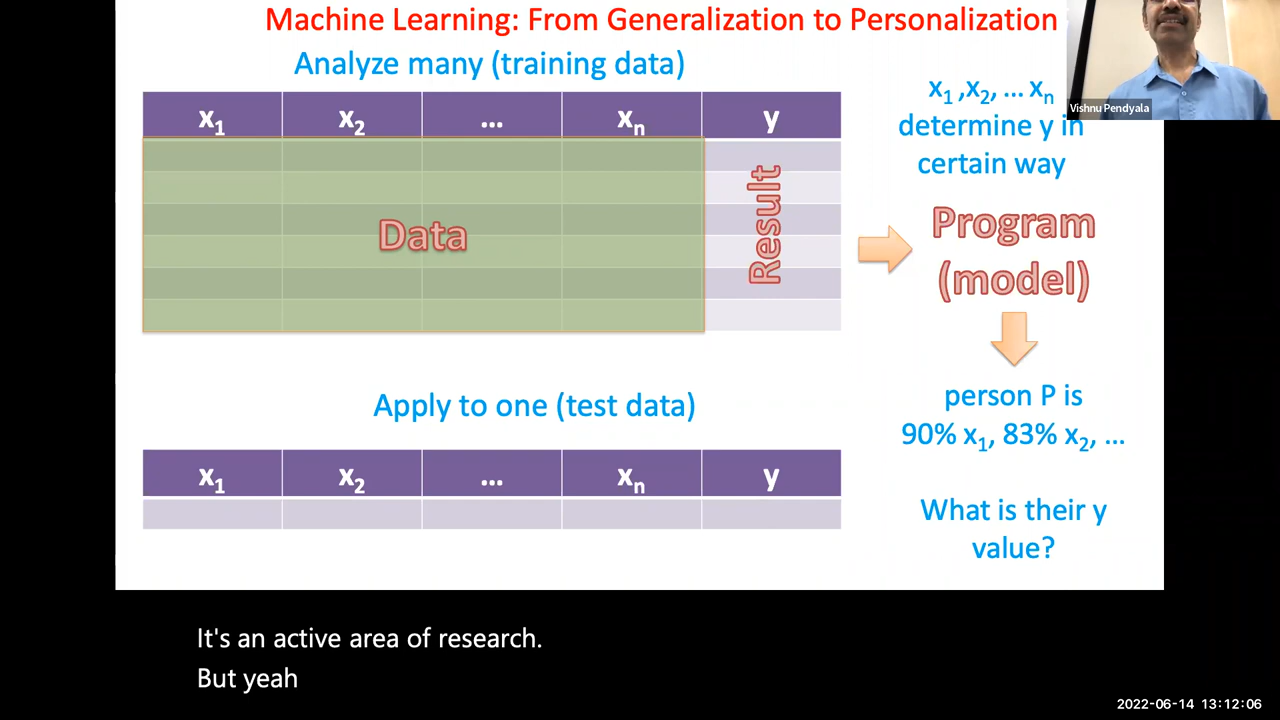 Machine Learning: From Generalization to Personalization
Analyze many (training data)
x₁ x₂ ... xₙ y
Data
Result
x₁ ,x₂, ... xₙ
determine y in
certain way
Program
(model)
person P is
90% x₁, 83% x₂, ...
What is their y
value?
Apply to one (test data)
x₁ x₂ ... xₙ y
Vishnu Pendyala
It's an active area of research.
But yeah
2022-06-14 13:12:06